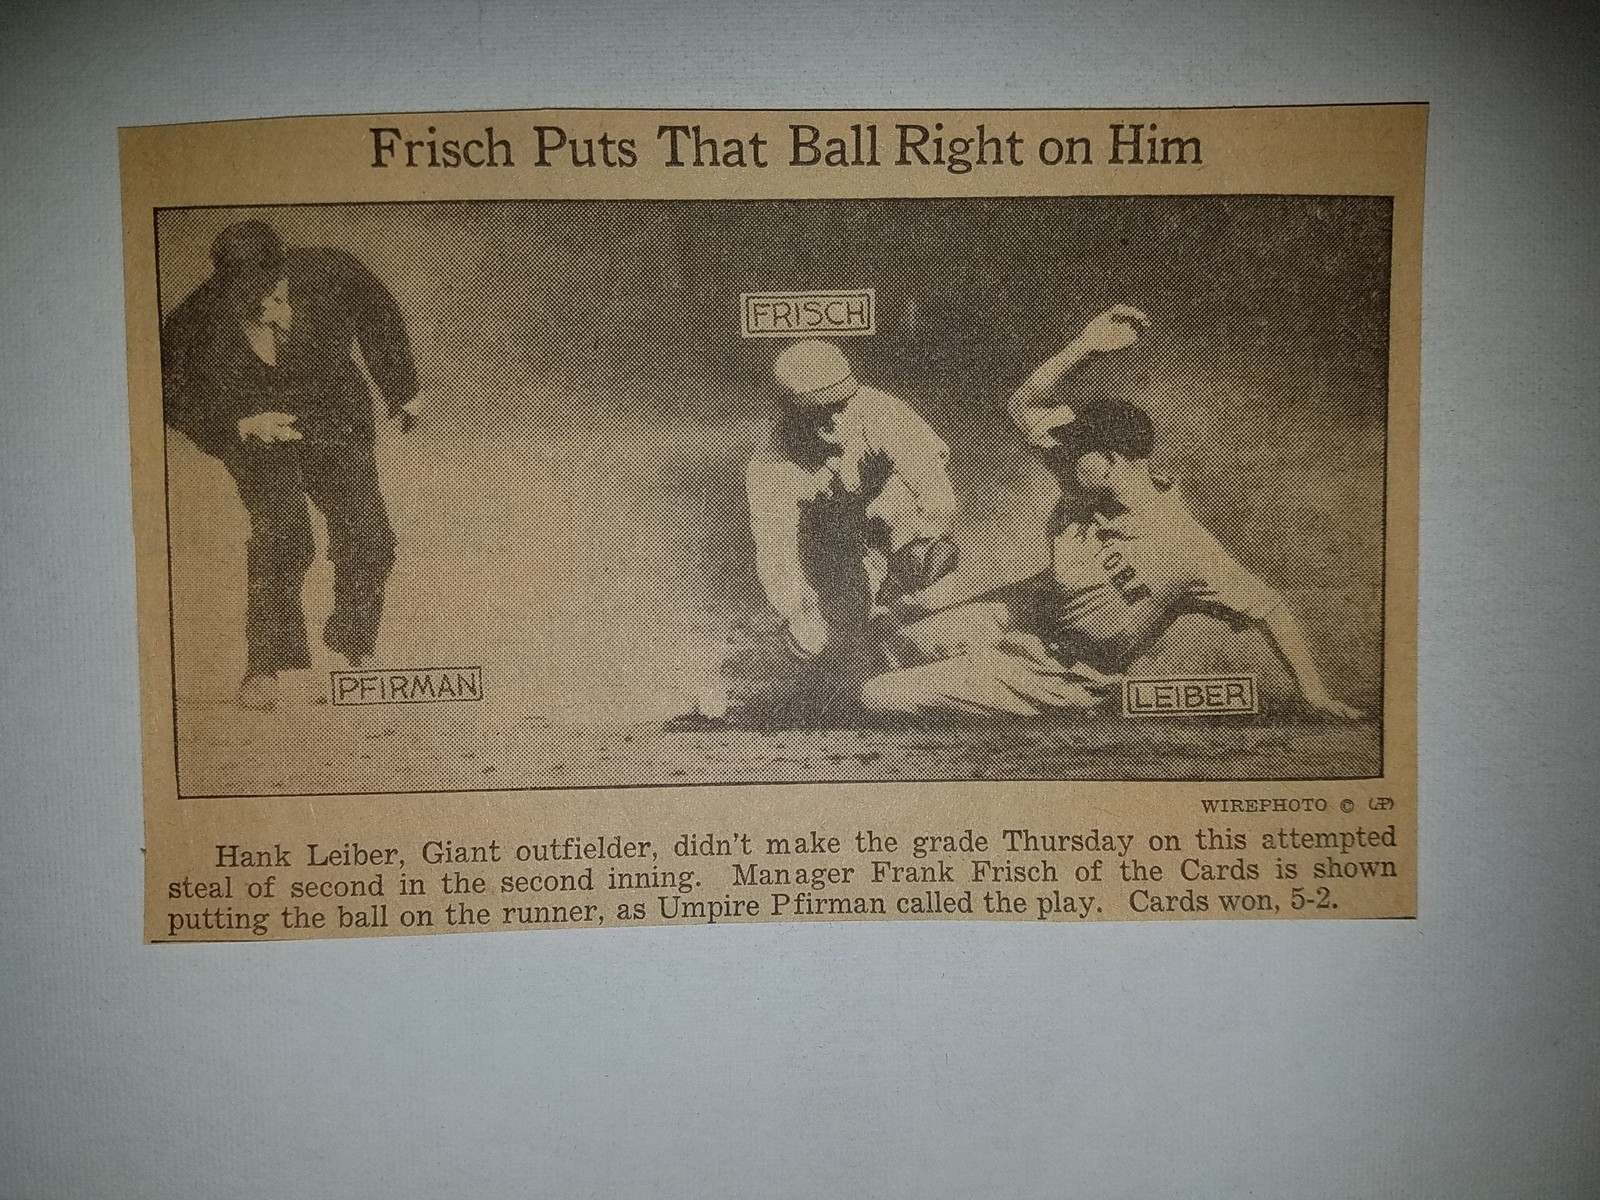 Frisch Puts That Ball Right on Him
FRISCH
ORK
PFIRMAN
LEIBER
WIREPHOTO © AP
Hank Leiber, Giant outfielder, didn't make the grade Thursday on this attempted
steal of second in the second inning. Manager Frank Frisch of the Cards is shown
putting the ball on the runner, as Umpire Pfirman called the play. Cards won, 5-2.